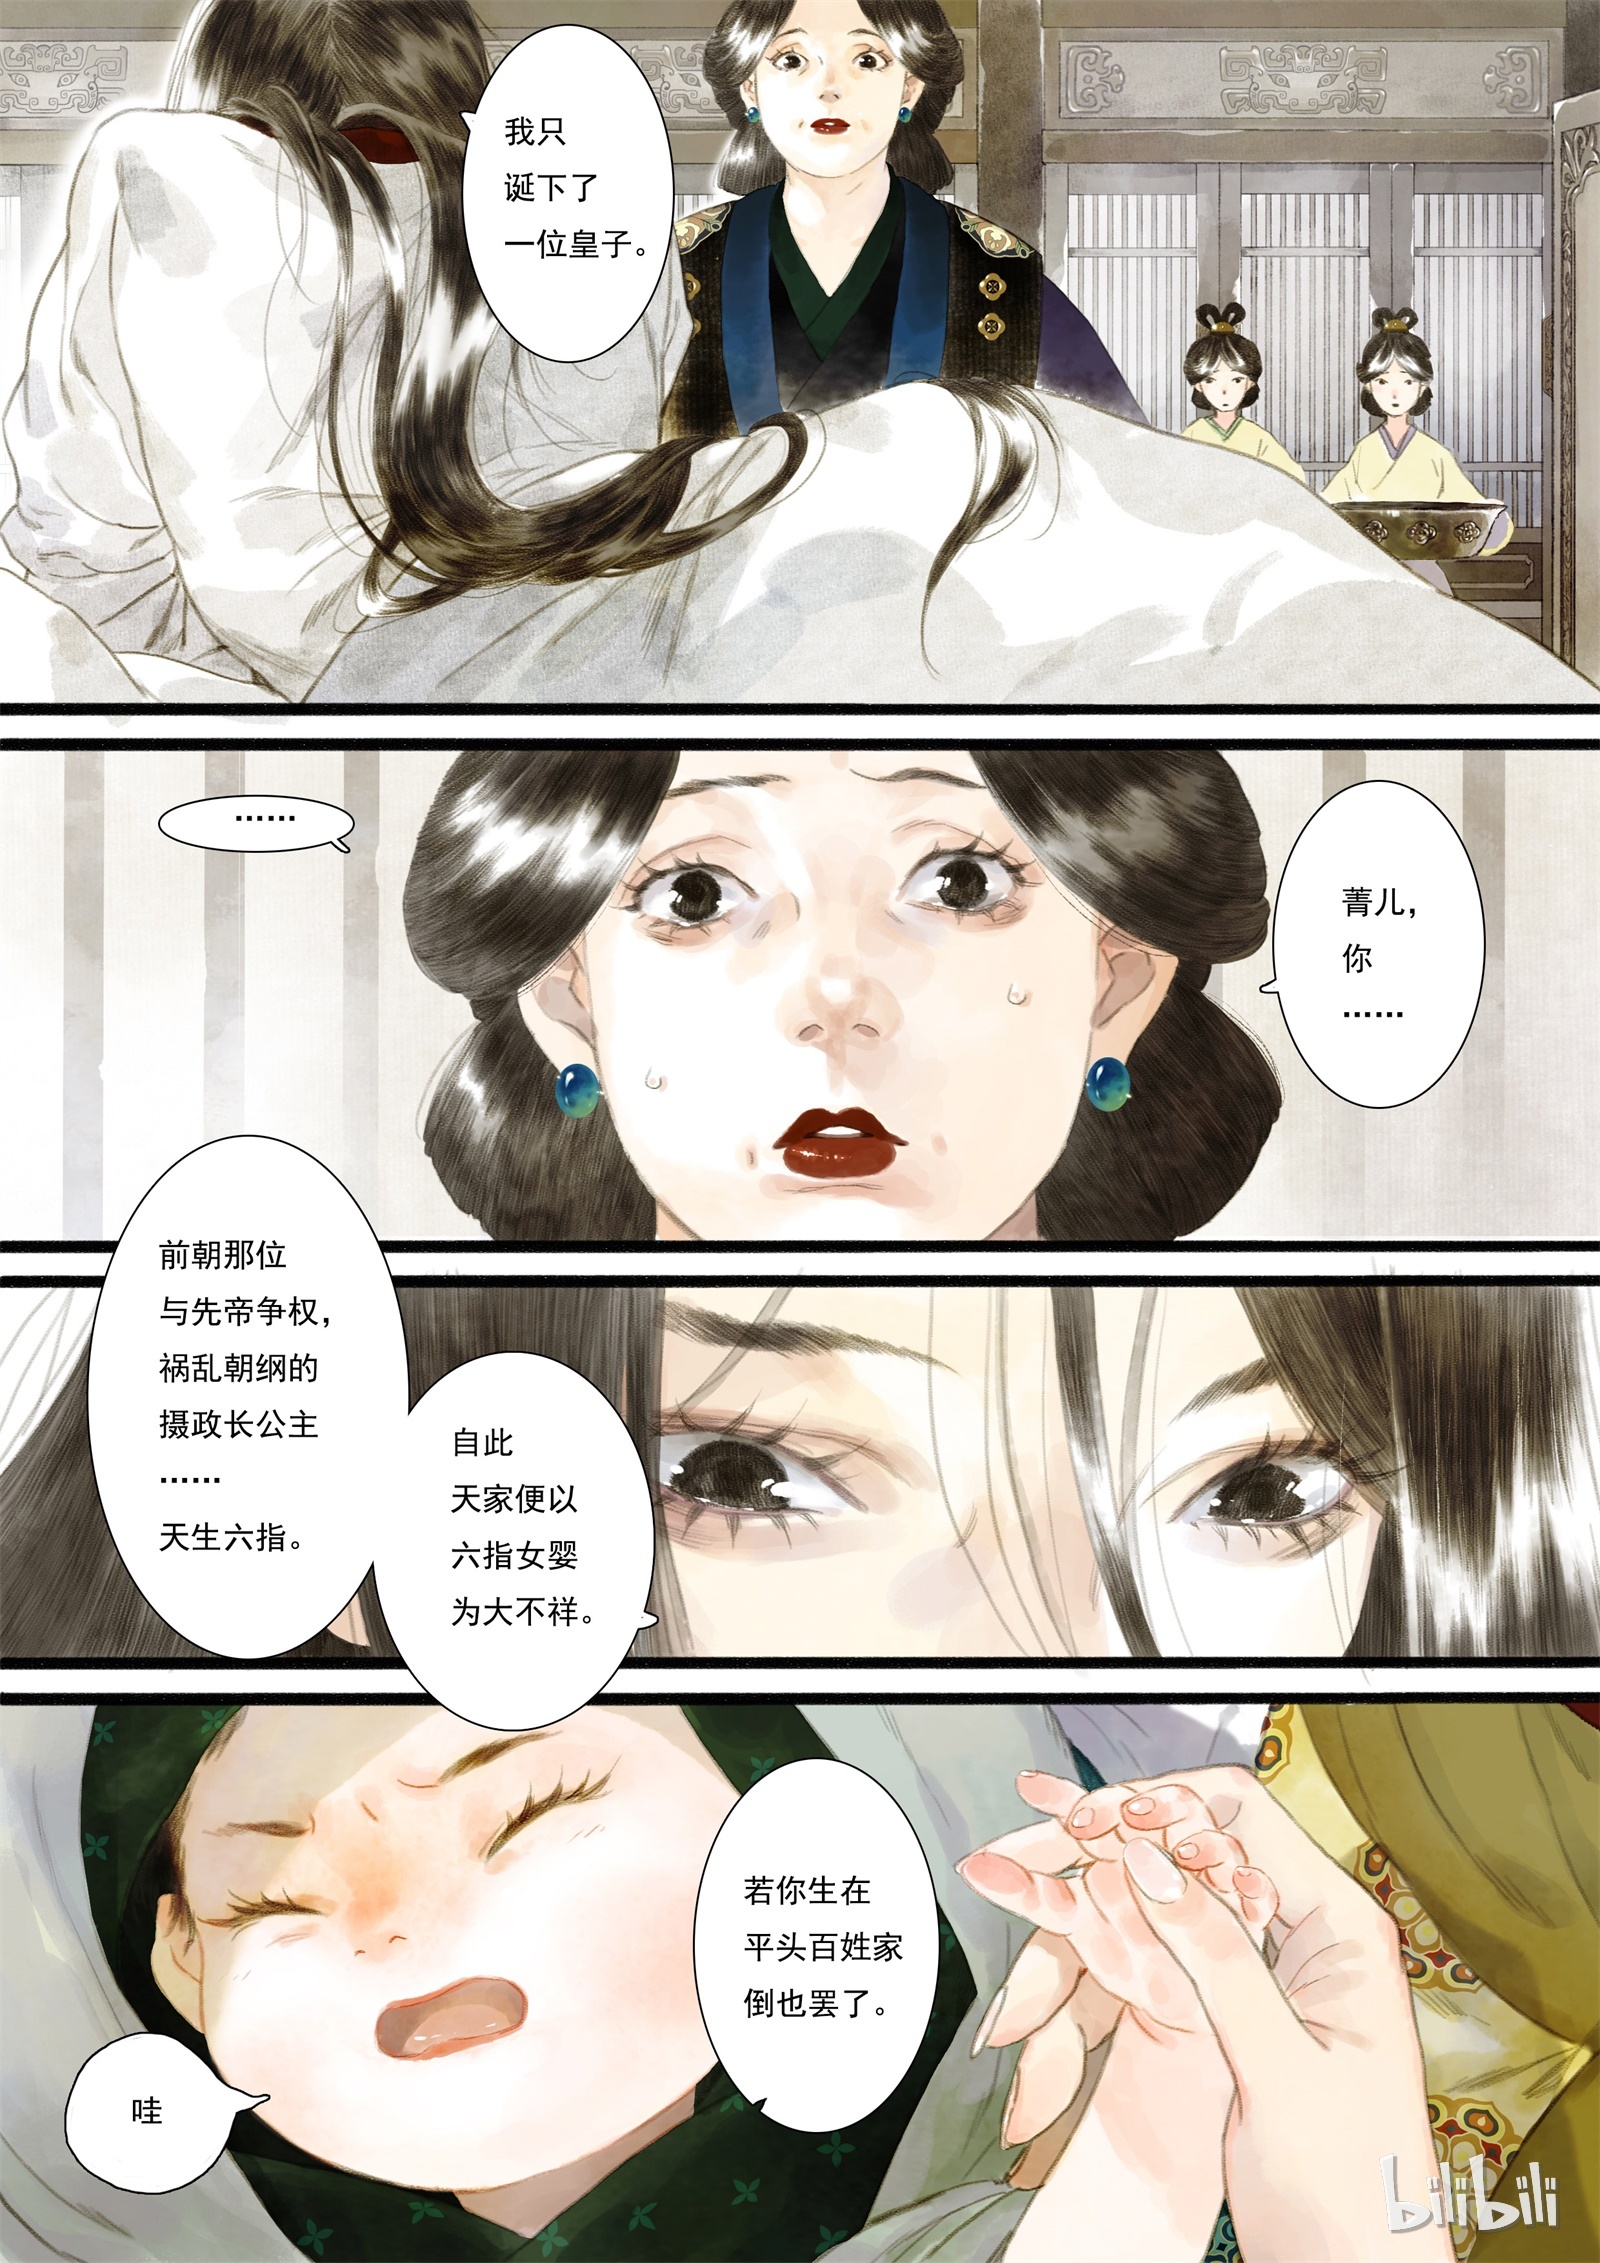 我只
诞下了
一位皇子。
……
菁儿，
你
……
前朝那位
与先帝争权，
祸乱朝纲的
摄政长公主
……
天生六指。
自此
天家便以
六指女婴
为大不祥。
若你生在
平头百姓家
倒也罢了。
哇
bilibili